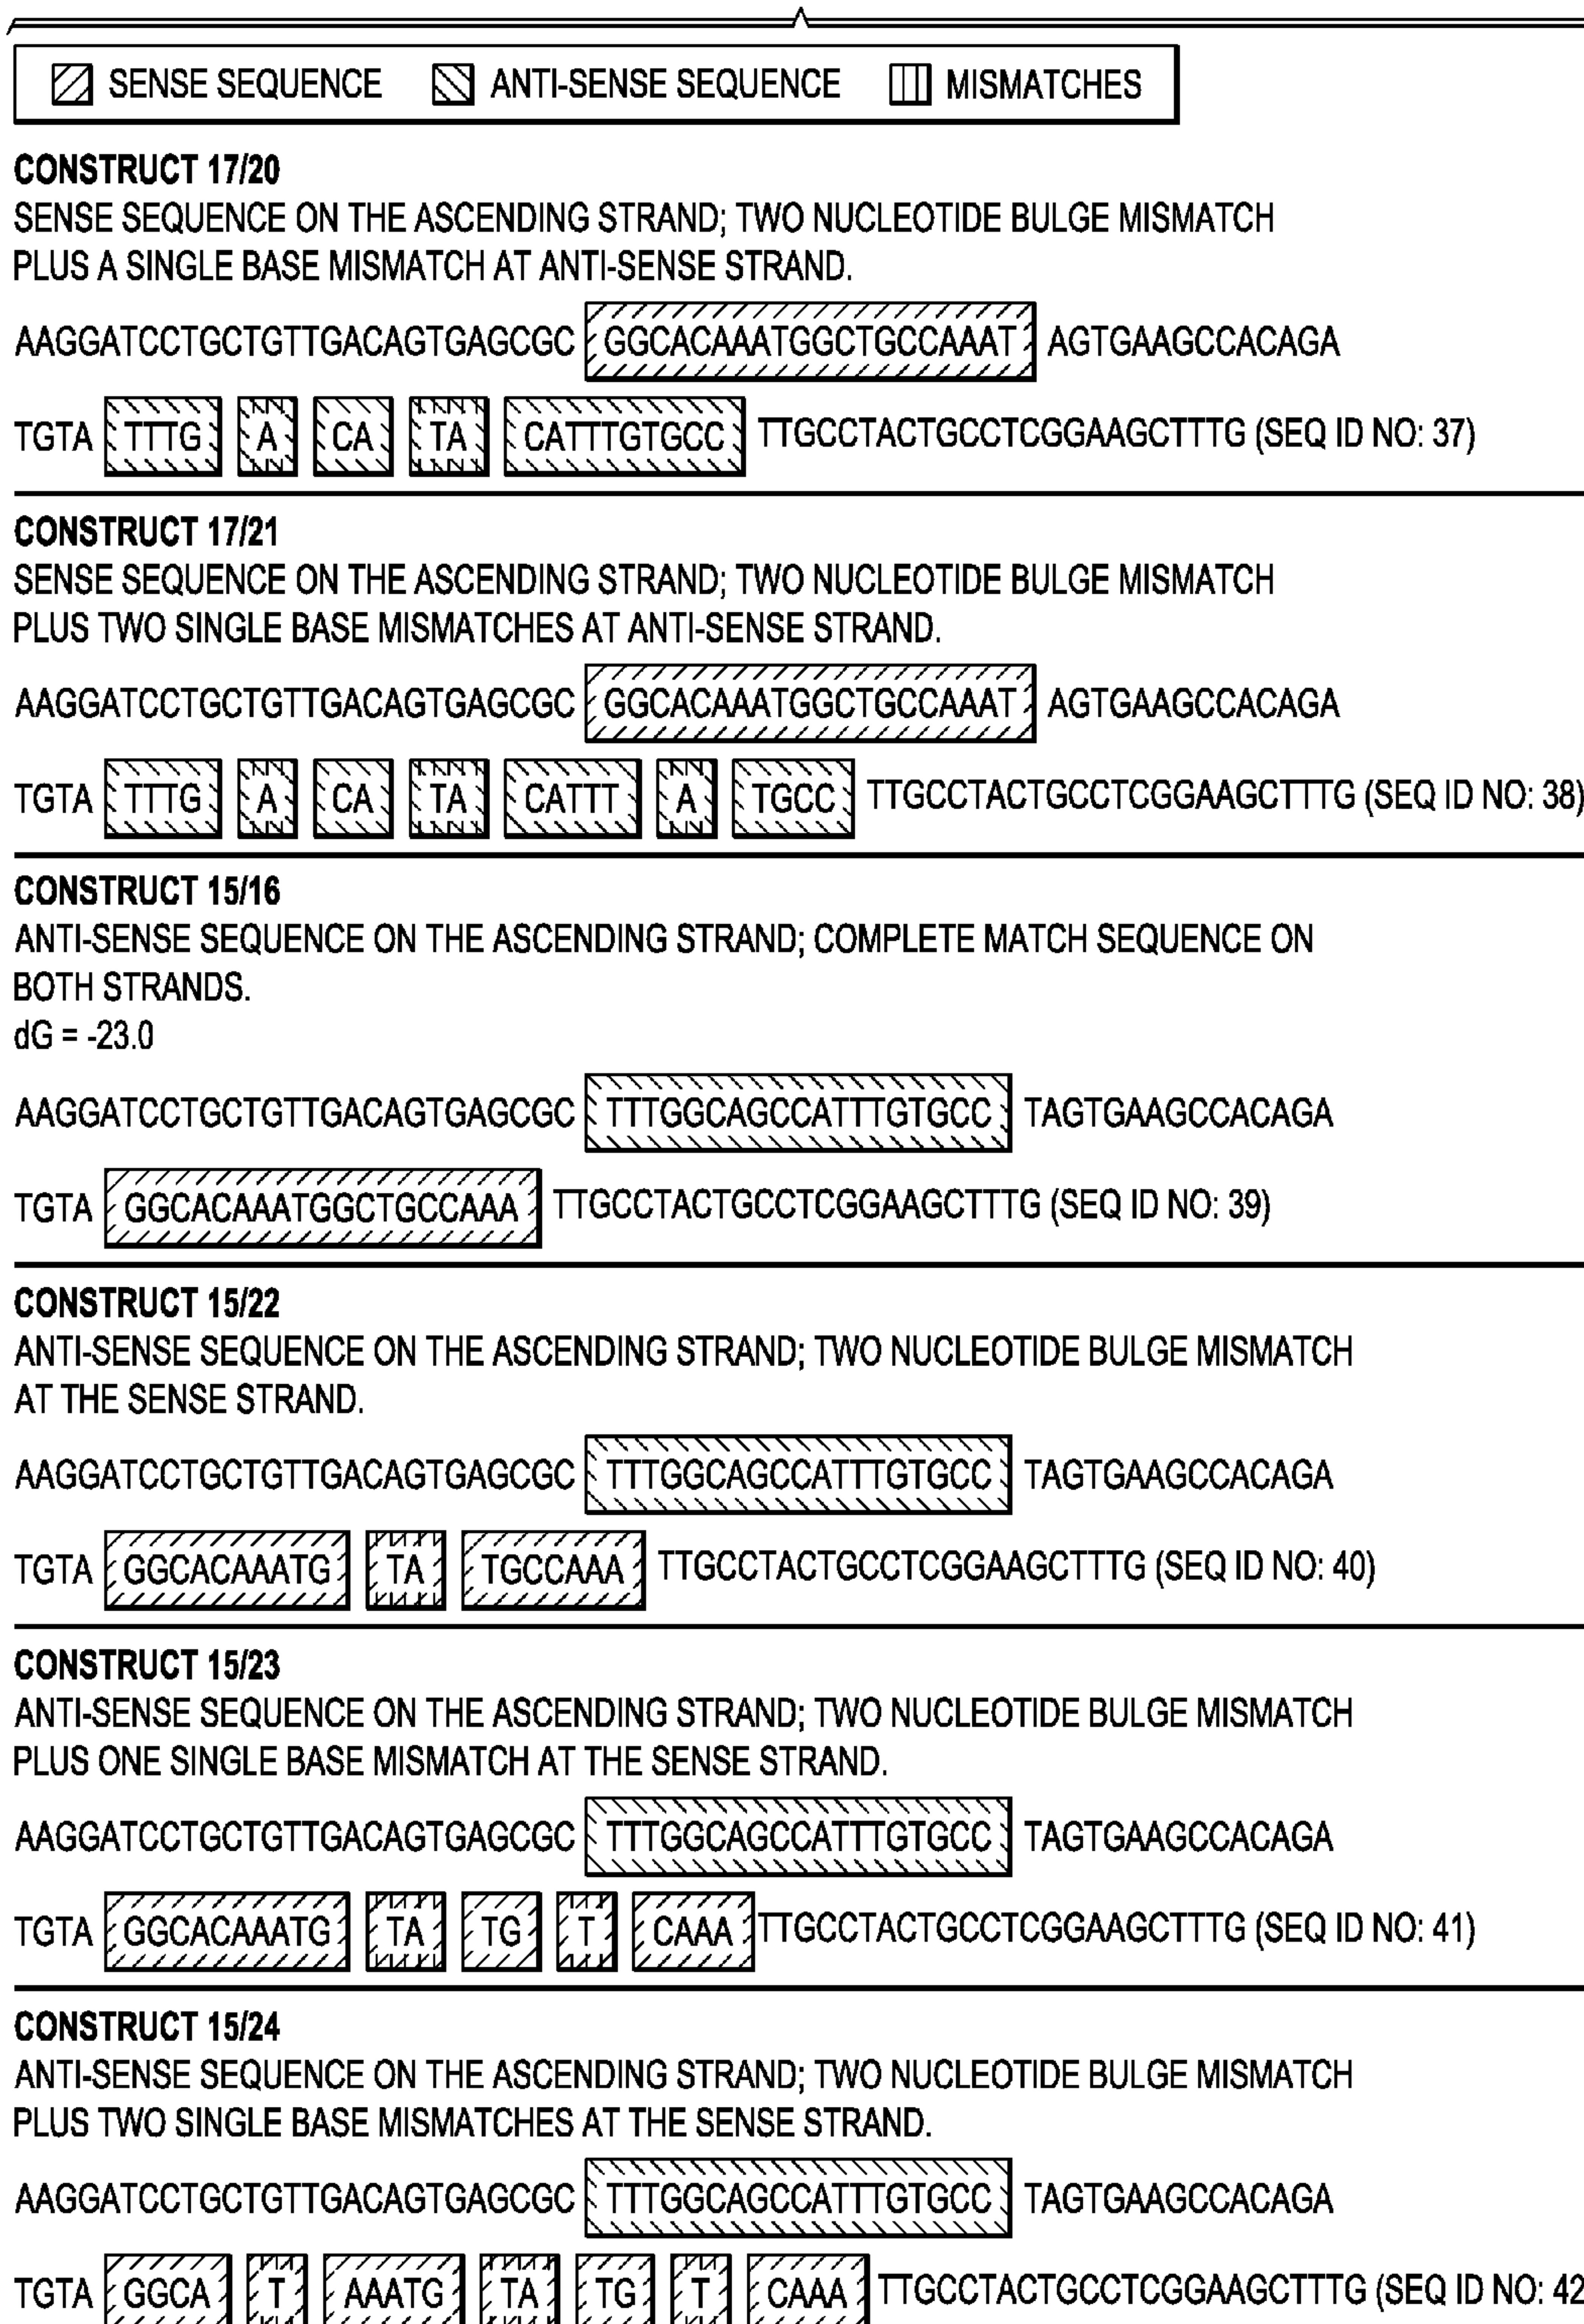 SENSE SEQUENCE ANTI-SENSE SEQUENCE MISMATCHES
CONSTRUCT 17/20
SENSE SEQUENCE ON THE ASCENDING STRAND; TWO NUCLEOTIDE BULGE MISMATCH
PLUS A SINGLE BASE MISMATCH AT ANTI-SENSE STRAND.
AAGGATCCTGCTGTTGACAGTGAGCGC GGCACAAATGGCTGCCAAAT AGTGAAGCCACAGA
TGTA TTTG A CA TA CATTTGTGCC TTGCCTACTGCCTCGGAAGCTTTG (SEQ ID NO: 37)
CONSTRUCT 17/21
SENSE SEQUENCE ON THE ASCENDING STRAND; TWO NUCLEOTIDE BULGE MISMATCH
PLUS TWO SINGLE BASE MISMATCHES AT ANTI-SENSE STRAND.
AAGGATCCTGCTGTTGACAGTGAGCGC GGCACAAATGGCTGCCAAAT AGTGAAGCCACAGA
TGTA TTTG A CA TA CATTT A TGCC TTGCCTACTGCCTCGGAAGCTTTG (SEQ ID NO: 38)
CONSTRUCT 15/16
ANTI-SENSE SEQUENCE ON THE ASCENDING STRAND; COMPLETE MATCH SEQUENCE ON
BOTH STRANDS.
dG = -23.0
AAGGATCCTGCTGTTGACAGTGAGCGC TTTGGCAGCCATTTGTGCC TAGTGAAGCCACAGA
TGTA GGCACAAATGGCTGCCAAA TTGCCTACTGCCTCGGAAGCTTTG (SEQ ID NO: 39)
CONSTRUCT 15/22
ANTI-SENSE SEQUENCE ON THE ASCENDING STRAND; TWO NUCLEOTIDE BULGE MISMATCH
AT THE SENSE STRAND.
AAGGATCCTGCTGTTGACAGTGAGCGC TTTGGCAGCCATTTGTGCC TAGTGAAGCCACAGA
TGTA GGCACAAATG TA TGCCAAA TTGCCTACTGCCTCGGAAGCTTTG (SEQ ID NO: 40)
CONSTRUCT 15/23
ANTI-SENSE SEQUENCE ON THE ASCENDING STRAND; TWO NUCLEOTIDE BULGE MISMATCH
PLUS ONE SINGLE BASE MISMATCH AT THE SENSE STRAND.
AAGGATCCTGCTGTTGACAGTGAGCGC TTTGGCAGCCATTTGTGCC TAGTGAAGCCACAGA
TGTA GGCACAAATG TA TG T CAAA TTGCCTACTGCCTCGGAAGCTTTG (SEQ ID NO: 41)
CONSTRUCT 15/24
ANTI-SENSE SEQUENCE ON THE ASCENDING STRAND; TWO NUCLEOTIDE BULGE MISMATCH
PLUS TWO SINGLE BASE MISMATCHES AT THE SENSE STRAND.
AAGGATCCTGCTGTTGACAGTGAGCGC TTTGGCAGCCATTTGTGCC TAGTGAAGCCACAGA
TGTA GGCA T AAATG TA TG T CAAA TTGCCTACTGCCTCGGAAGCTTTG (SEQ ID NO: 42